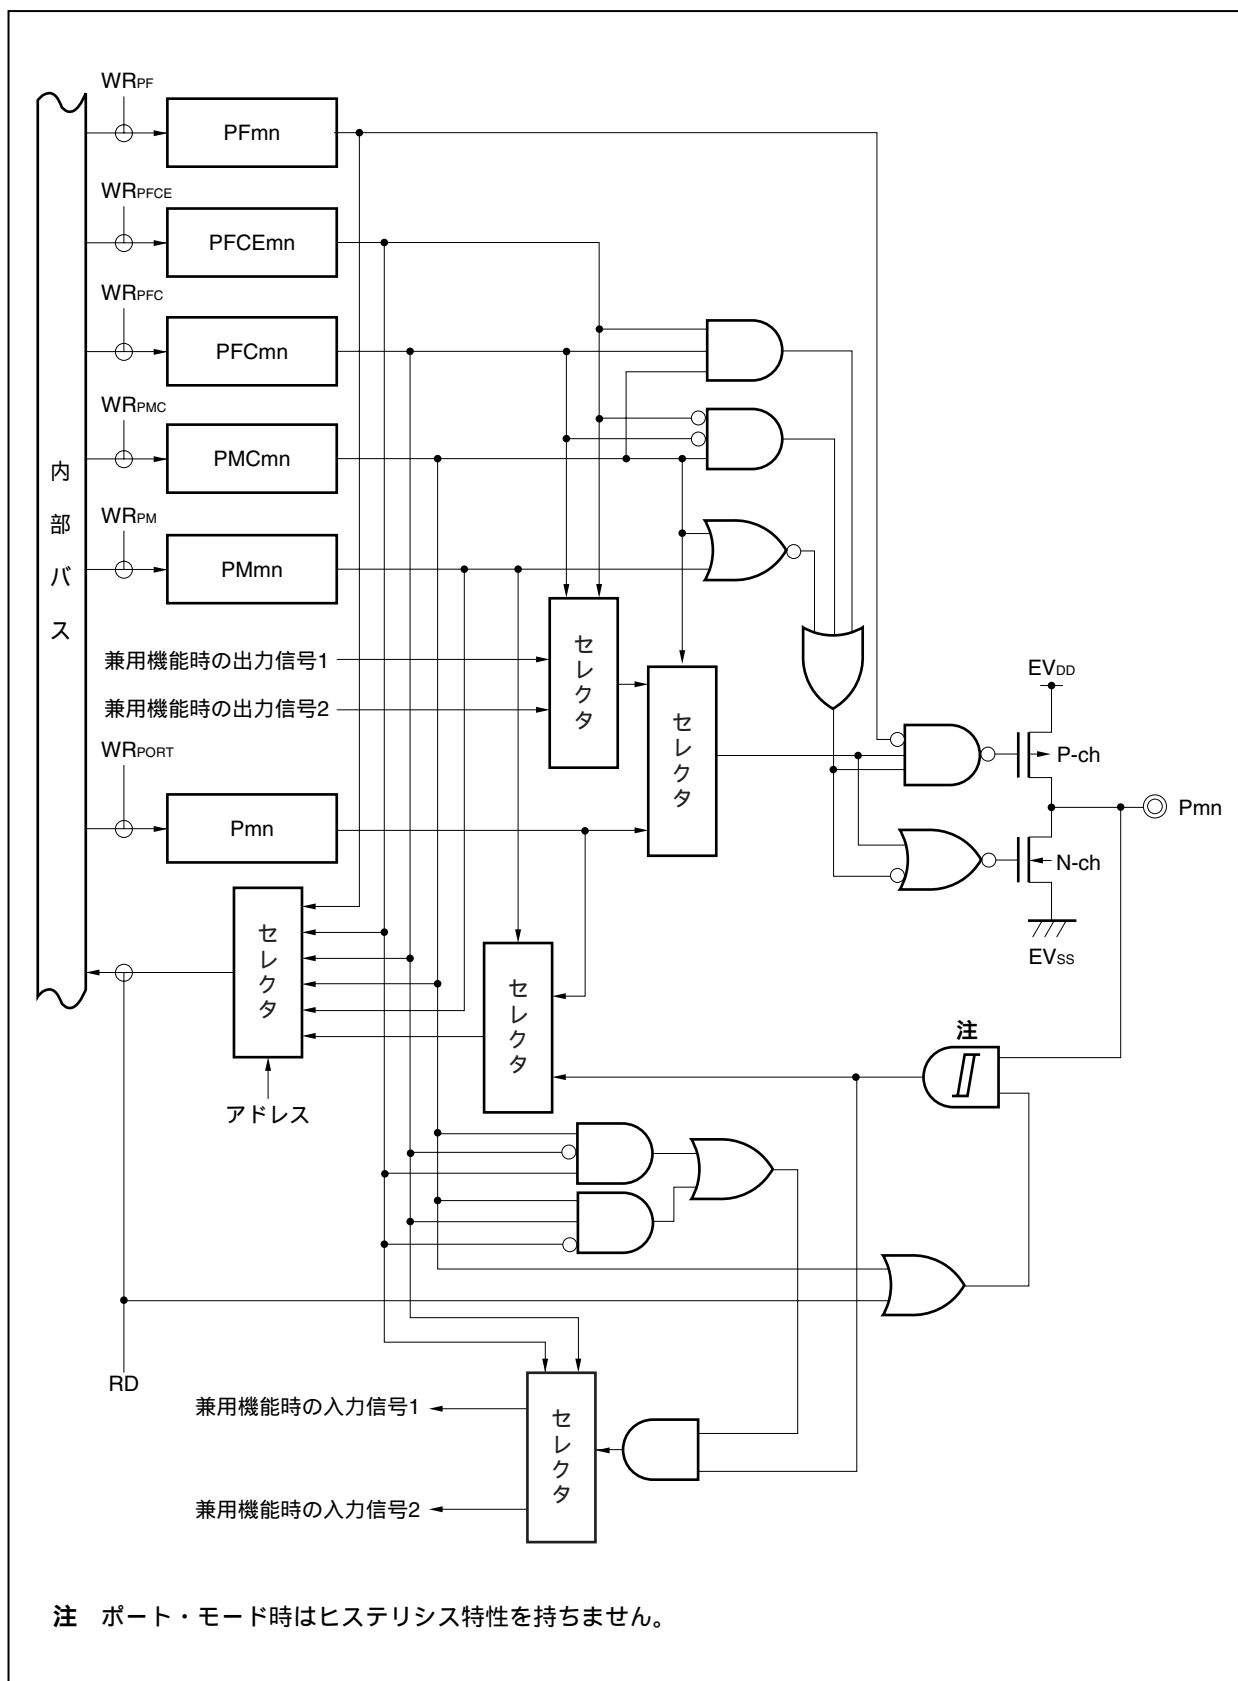 WRPF
PFmn
WRPFCE
PFCEmn
WRPFC
PFCmn
WRPMC
PMCmn
WRPM
PMmn
内部バス
兼用機能時の出力信号1
兼用機能時の出力信号2
セレクタ
セレクタ
WRPORT
Pmn
EVDD
P-ch
Pmn
N-ch
EVSS
セレクタ
セレクタ
アドレス
注
RD
兼用機能時の入力信号1
兼用機能時の入力信号2
セレクタ
注 ポート・モード時はヒステリシス特性を持ちません。